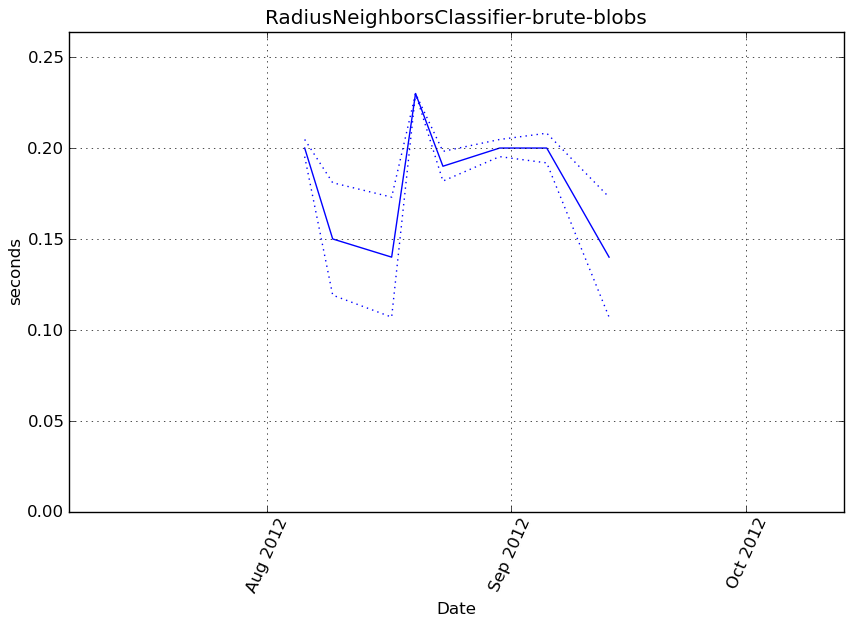 RadiusNeighborsClassifier-brute-blobs
0.25
0.20
0.15
0.10
0.05
0.00
seconds
Aug 2012
Sep 2012
Oct 2012
Date